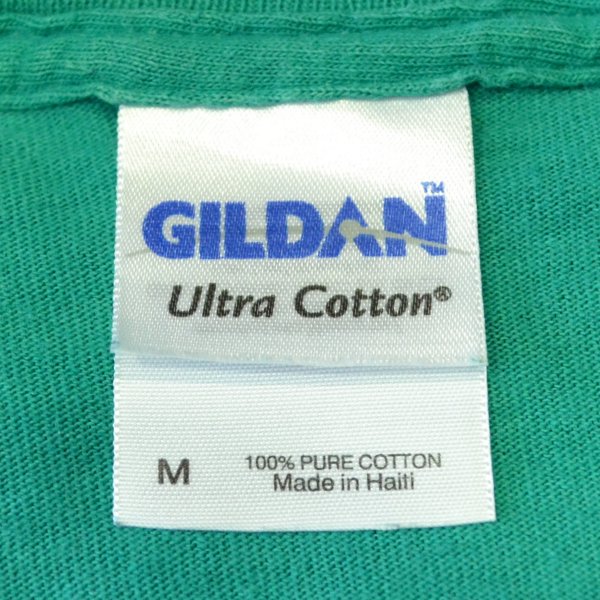 GILDAN™
Ultra Cotton®
M
100% PURE COTTON
Made in Haiti